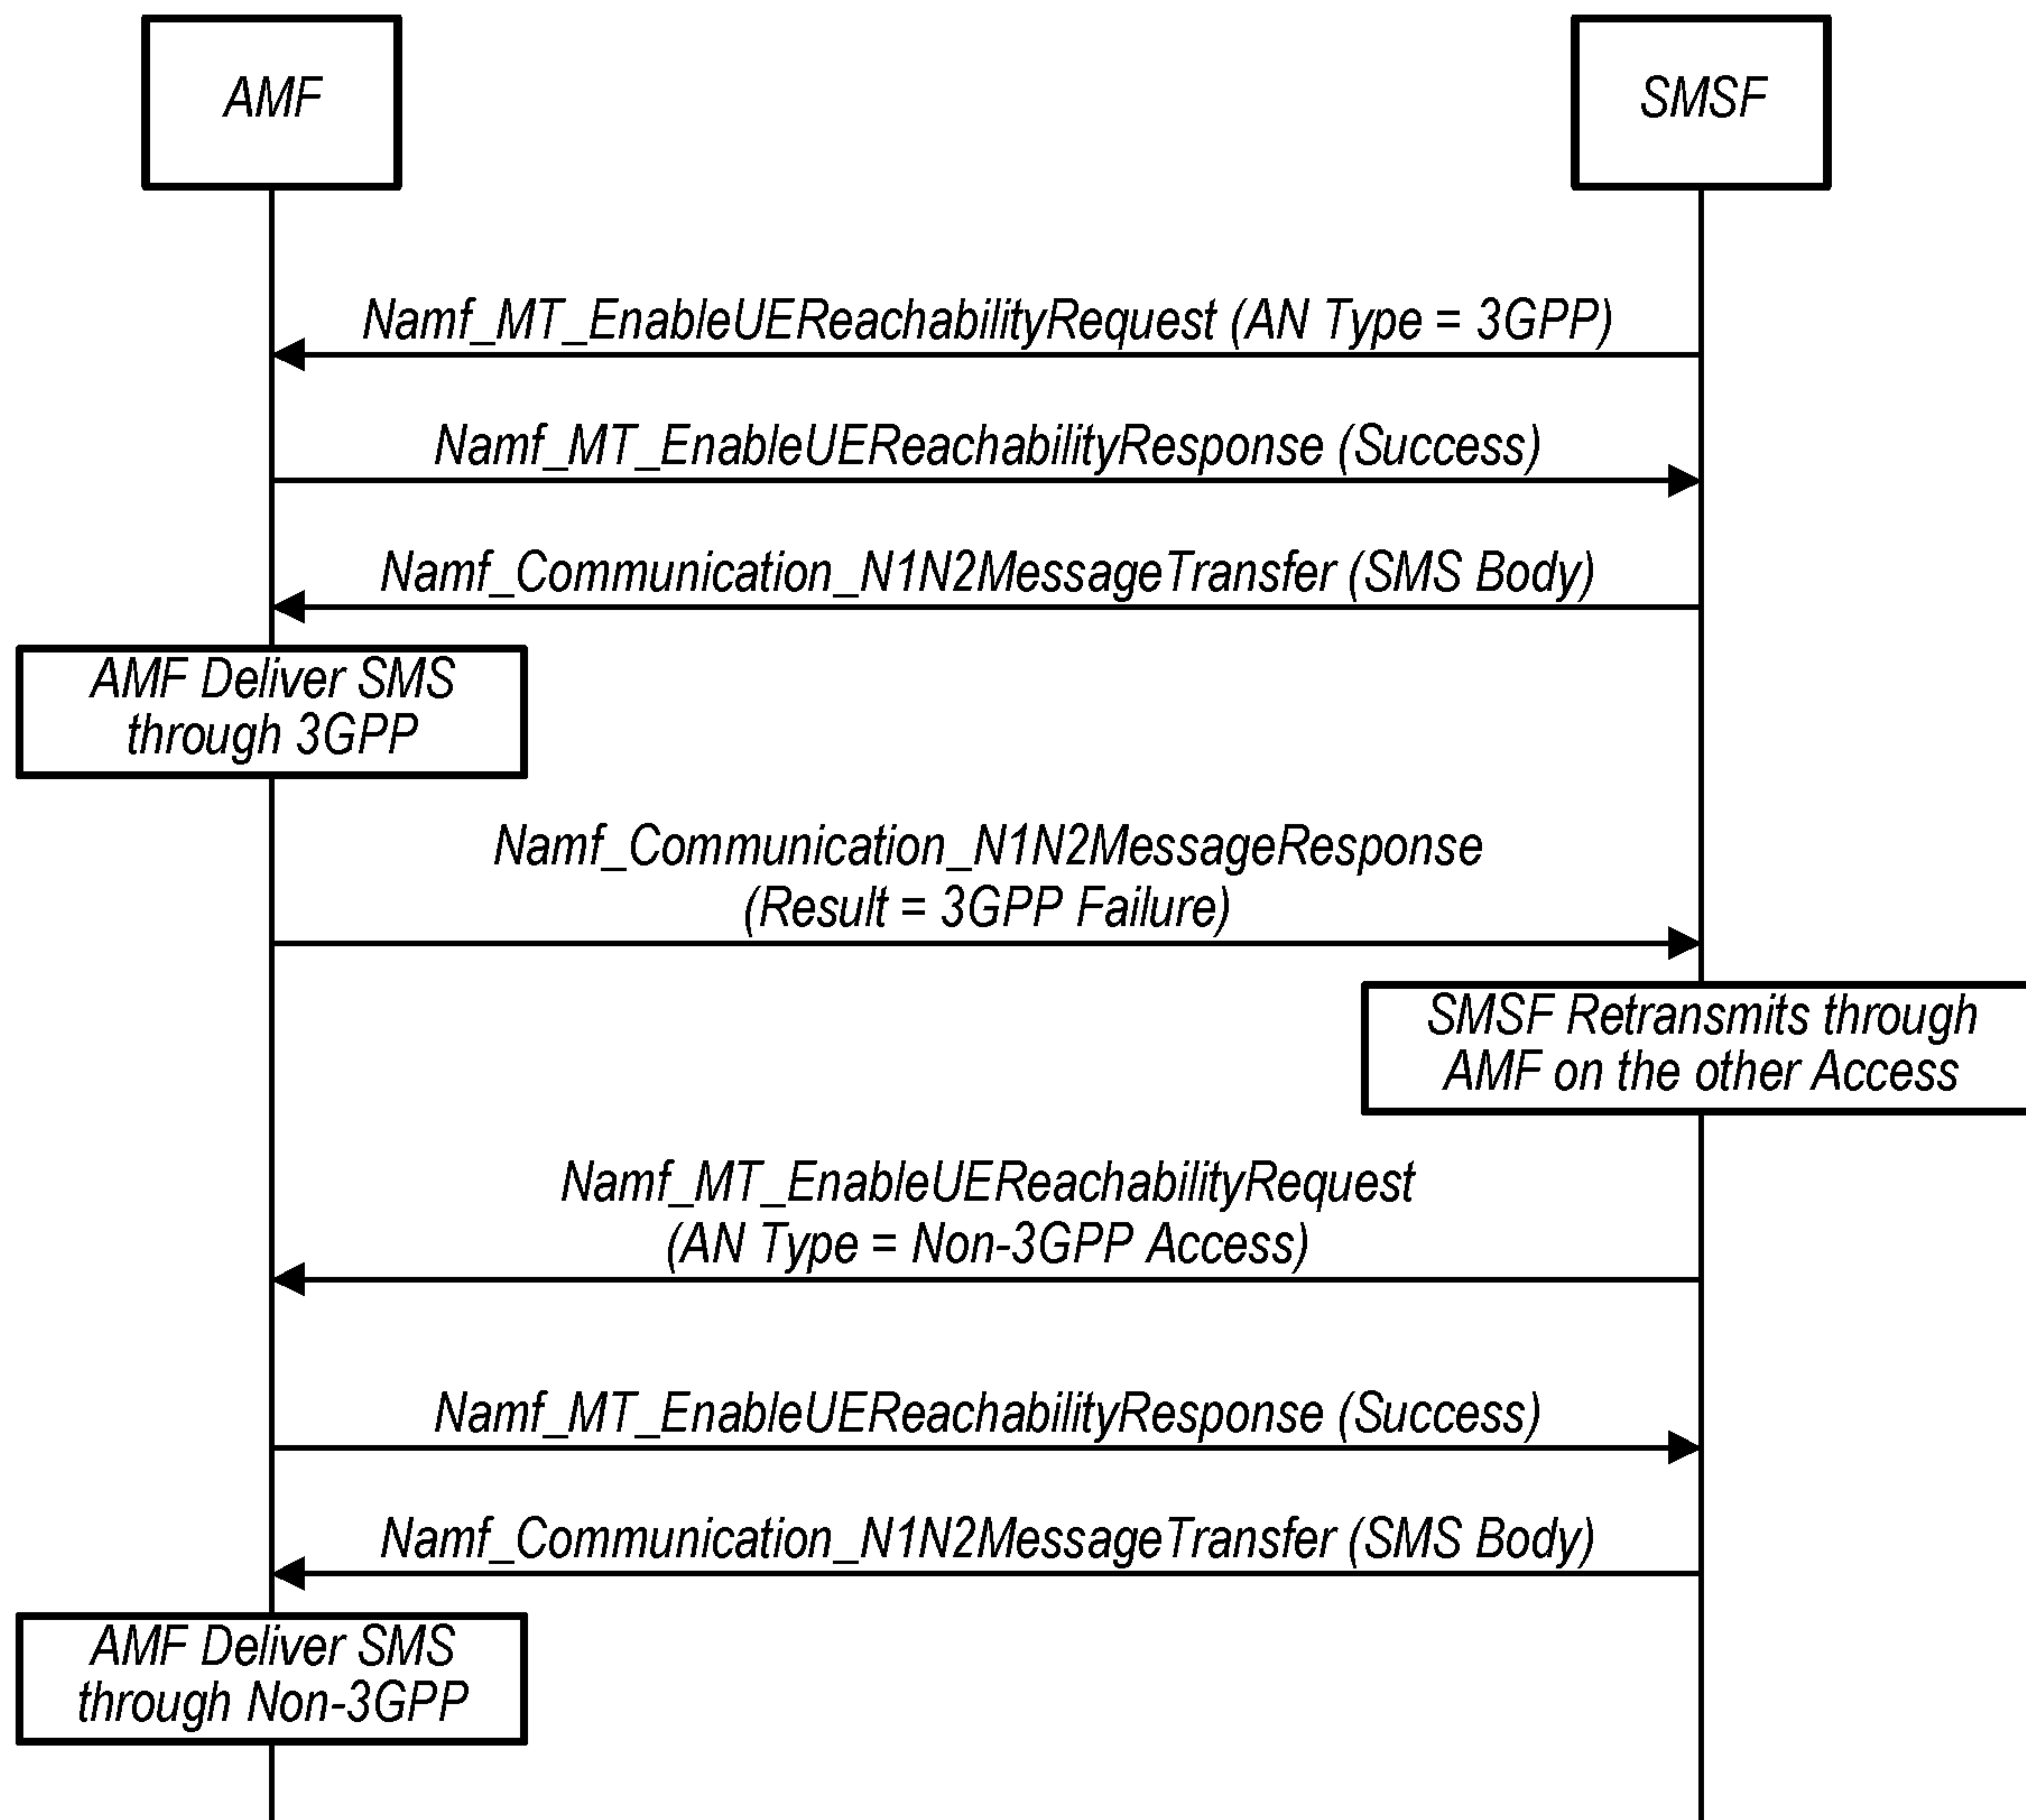 AMF
SMSF
Namf_MT_EnableUEReachabilityRequest (AN Type = 3GPP)
Namf_MT_EnableUEReachabilityResponse (Success)
Namf_Communication_N1N2MessageTransfer (SMS Body)
AMF Deliver SMS
through 3GPP
Namf_Communication_N1N2MessageResponse
(Result = 3GPP Failure)
SMSF Retransmits through
AMF on the other Access
Namf_MT_EnableUEReachabilityRequest
(AN Type = Non-3GPP Access)
Namf_MT_EnableUEReachabilityResponse (Success)
Namf_Communication_N1N2MessageTransfer (SMS Body)
AMF Deliver SMS
through Non-3GPP